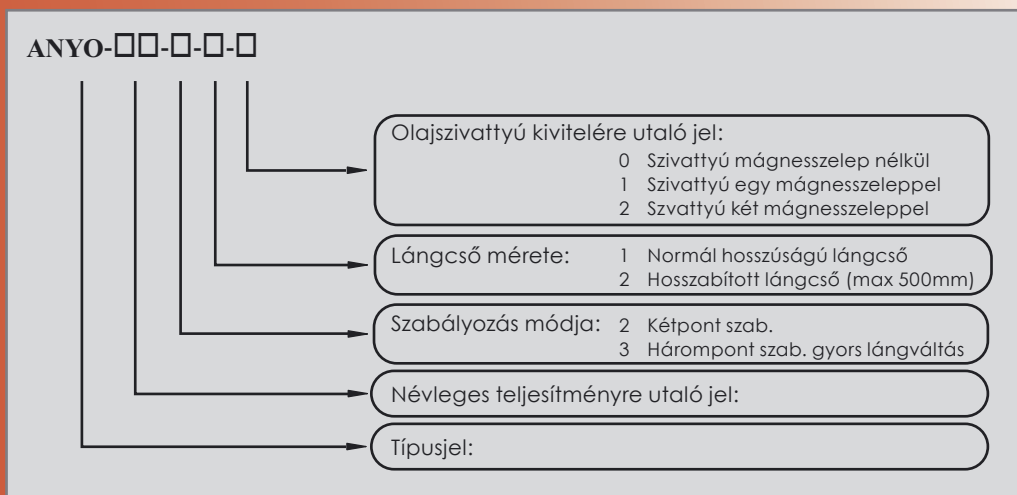 ANYO-□□-□-□-□
Olajszivattyú kivitelére utaló jel:
0 Szivattyú mágnesszelep nélkül
1 Szivattyú egy mágnesszeleppel
2 Szvattyú két mágnesszeleppel
Lángcső mérete: 1 Normál hosszúságú lángcső
2 Hosszabított lángcső (max 500mm)
Szabályozás módja: 2 Kétpont szab.
3 Hárompont szab. gyors lángváltás
Névleges teljesítményre utaló jel:
Típusjel: